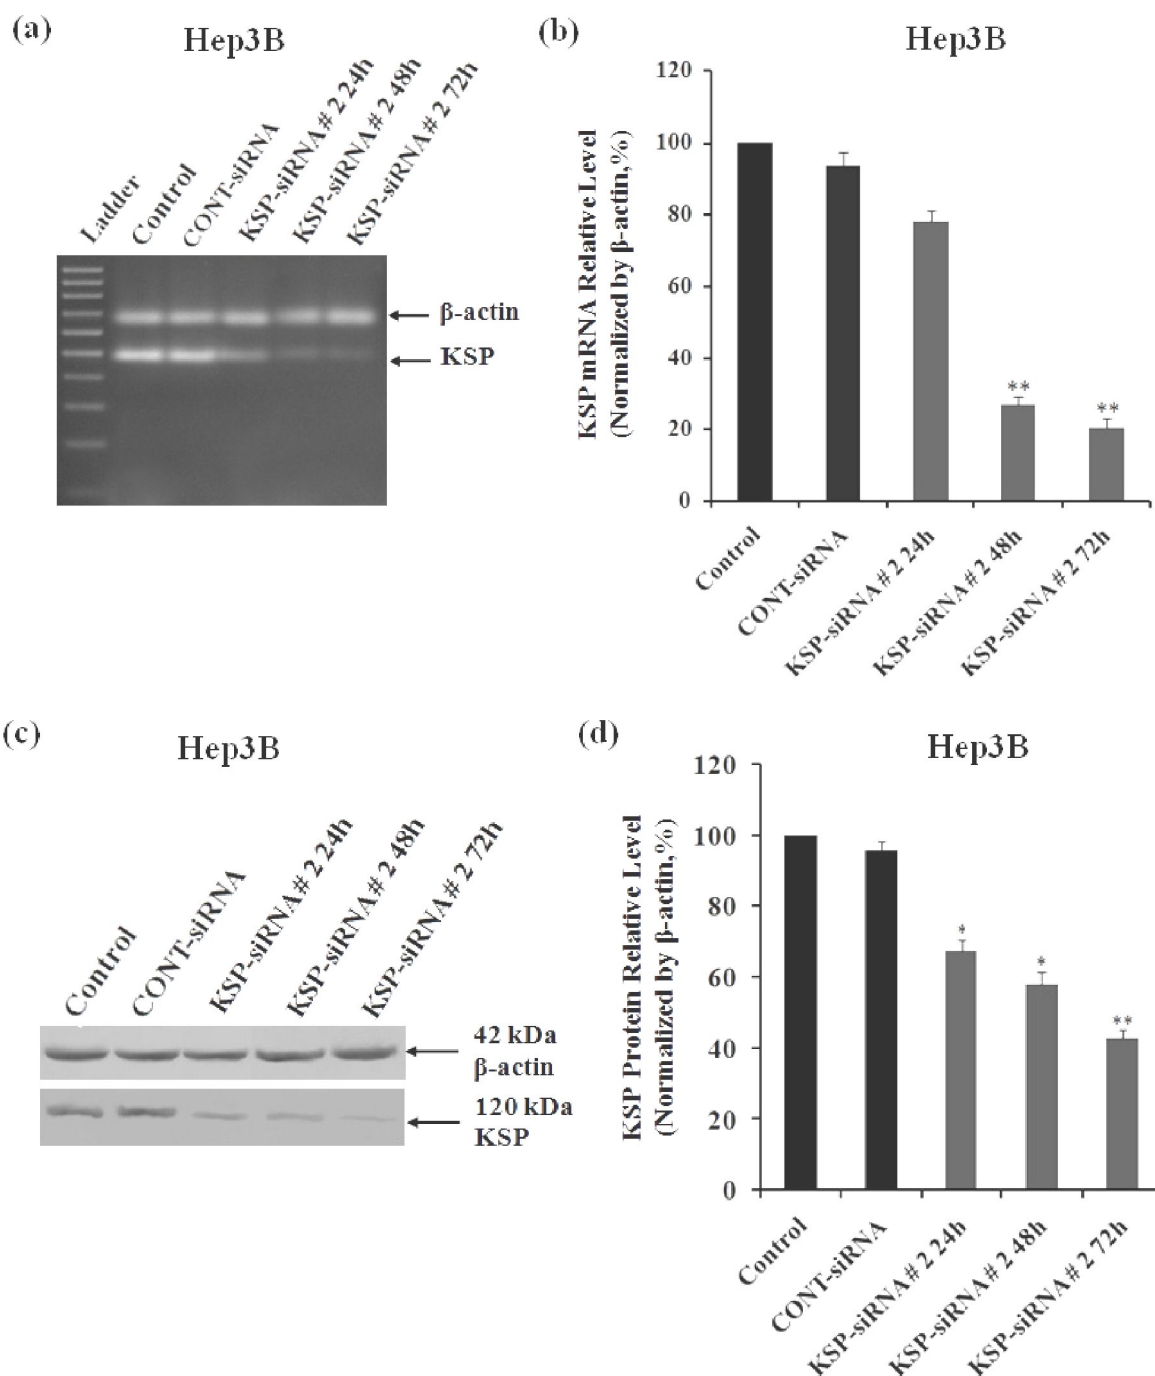 (a)
Hep3B
Ladder
Control
CONT-siRNA
KSP-siRNA# 2 24h
KSP-siRNA# 2 48h
KSP-siRNA# 2 72h
β-actin
KSP
(b)
Hep3B
KSP mRNA Relative Level
(Normalized by β-actin,%)
120
100
80
60
40
20
0
**
**
Control
CONT-siRNA
KSP-siRNA# 2 24h
KSP-siRNA# 2 48h
KSP-siRNA# 2 72h
(c)
Hep3B
Control
CONT-siRNA
KSP-siRNA# 2 24h
KSP-siRNA# 2 48h
KSP-siRNA# 2 72h
42 kDa
β-actin
120 kDa
KSP
(d)
Hep3B
KSP Protein Relative Level
(Normalized by β-actin,%)
120
100
80
60
40
20
0
*
*
**
Control
CONT-siRNA
KSP-siRNA# 2 24h
KSP-siRNA# 2 48h
KSP-siRNA# 2 72h